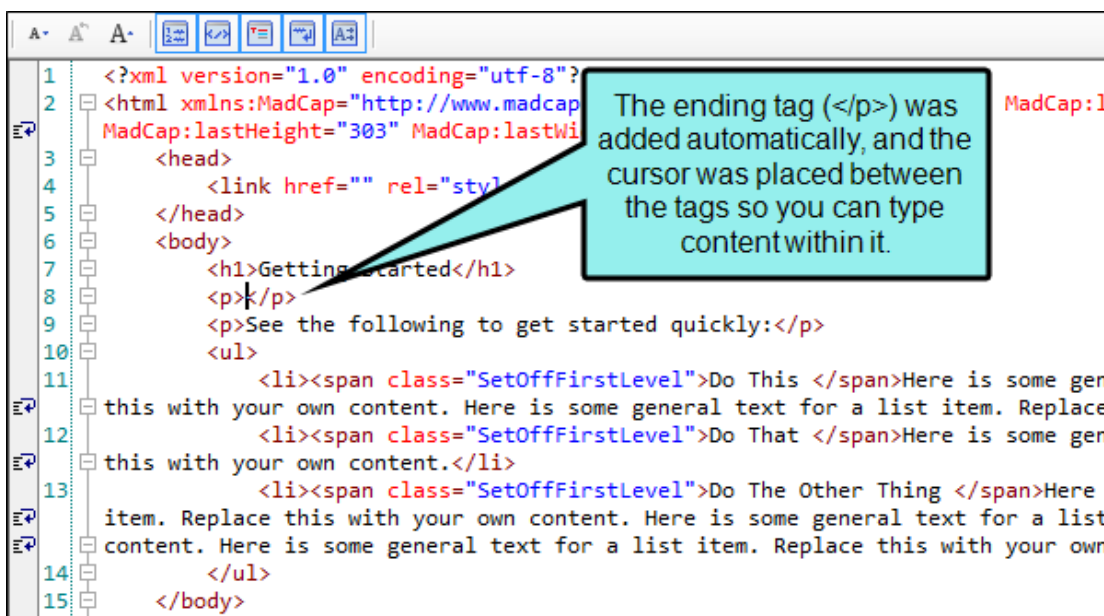 1 <?xml version="1.0" encoding="utf-8"?
2 <html xmlns:MadCap="http://www.madcap MadCap:l
MadCap:lastHeight="303" MadCap:lastWi
The ending tag (</p>) was
added automatically, and the
cursor was placed between
the tags so you can type
content within it.
3 <head>
4 <link href="" rel="styl
5 </head>
6 <body>
7 <h1>Getting Started</h1>
8 <p></p>
9 <p>See the following to get started quickly:</p>
10 <ul>
11 <li><span class="SetOffFirstLevel">Do This </span>Here is some gen
this with your own content. Here is some general text for a list item. Replace
12 <li><span class="SetOffFirstLevel">Do That </span>Here is some gen
this with your own content.</li>
13 <li><span class="SetOffFirstLevel">Do The Other Thing </span>Here
item. Replace this with your own content. Here is some general text for a list
content. Here is some general text for a list item. Replace this with your own
14 </ul>
15 </body>